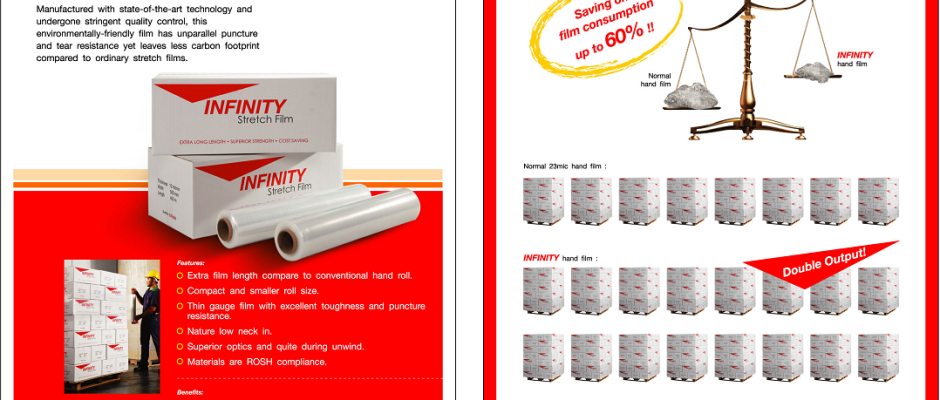 Manufactured with state-of-the-art technology and
undergone stringent quality control, this
environmentally-friendly film has unparallel puncture
and tear resistance yet leaves less carbon footprint
compared to ordinary stretch films.
INFINITY
Stretch Film
EXTRA LONG LENGTH • SUPERIOR STRENGTH • COST SAVING
INFINITY
Stretch Film
Features:
Extra film length compare to conventional hand roll.
Compact and smaller roll size.
Thin gauge film with excellent toughness and puncture
resistance.
Nature low neck in.
Superior optics and quite during unwind.
Materials are ROSH compliance.
Benefits:
Saving on
film consumption
up to 60% !!
Normal
hand film
INFINITY
hand film
Normal 23mic hand film :
INFINITY hand film :
Double Output!